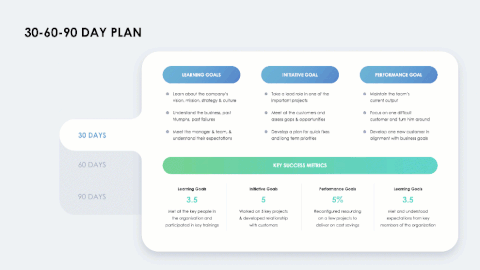 30-60-90 DAY PLAN
LEARNING GOALS
INITIATIVE GOAL
PERFORMANCE GOAL
Learn about the company's
vision, mission, strategy & culture
Understand the business, past
triumphs, past failures
Meet the manager & team, &
understand their expectations
Take a lead role in one of the
important projects
Meet all the customers and
assess gaps & opportunities
Develop a plan for quick fixes
and long term priorities
Maintain the team's
current output
Focus on one difficult
customer and turn him around
Develop one new customer in
alignment with business goals
30 DAYS
60 DAYS
90 DAYS
KEY SUCCESS METRICS
Learning Goals
3.5
Met all the key people in
the organisation and
participated in key trainings
Initiative Goals
5
Worked on 5 key projects
& developed relationship
with customers
Performance Goals
5%
Reconfigured resourcing
on a few projects to
deliver on cost savings
Learning Goals
3.5
Met and understood
expectations from key
members of the organisation